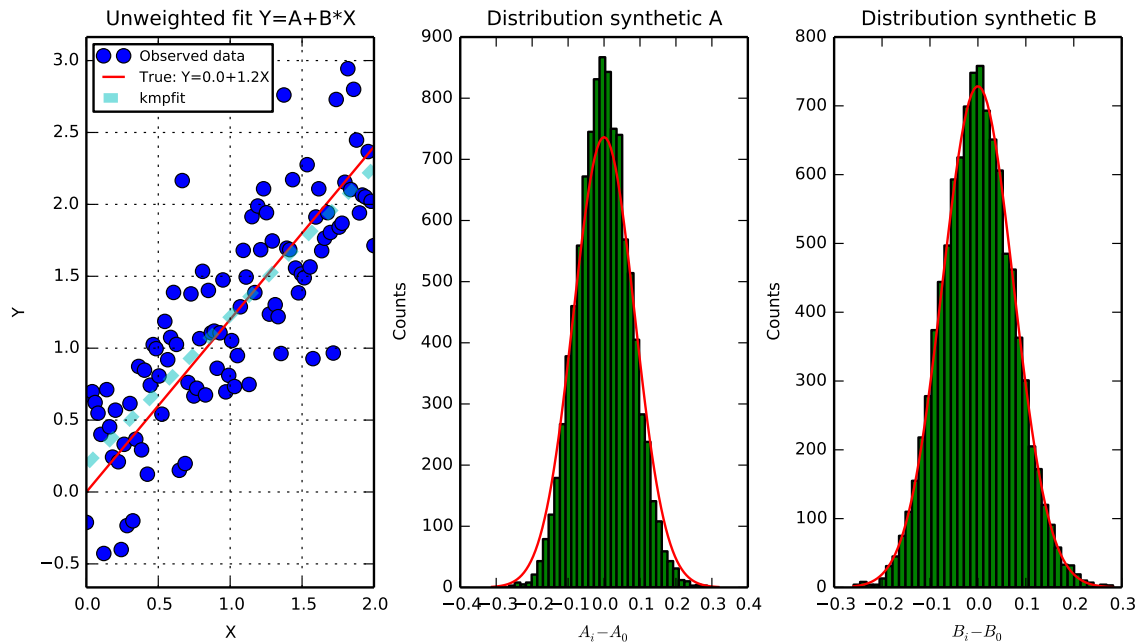 Unweighted fit Y=A+B*X
Observed data
True: Y=0.0+1.2X
kmpfit
Y
3.0
2.5
2.0
1.5
1.0
0.5
0.0
−0.5
0.0 0.5 1.0 1.5 2.0
X
Distribution synthetic A
Counts
900
800
700
600
500
400
300
200
100
0
−0.4 −0.3 −0.2 −0.1 0.0 0.1 0.2 0.3 0.4
A_i−A_0
Distribution synthetic B
Counts
800
700
600
500
400
300
200
100
0
−0.3 −0.2 −0.1 0.0 0.1 0.2 0.3
B_i−B_0